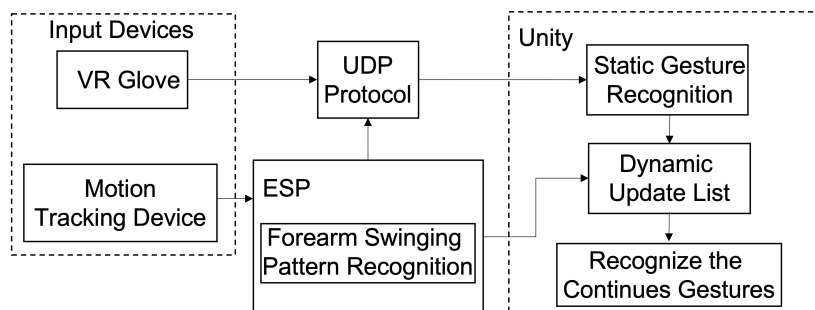 Input Devices
VR Glove
Motion
Tracking Device
UDP
Protocol
ESP
Forearm Swinging
Pattern Recognition
Unity
Static Gesture
Recognition
Dynamic
Update List
Recognize the
Continues Gestures